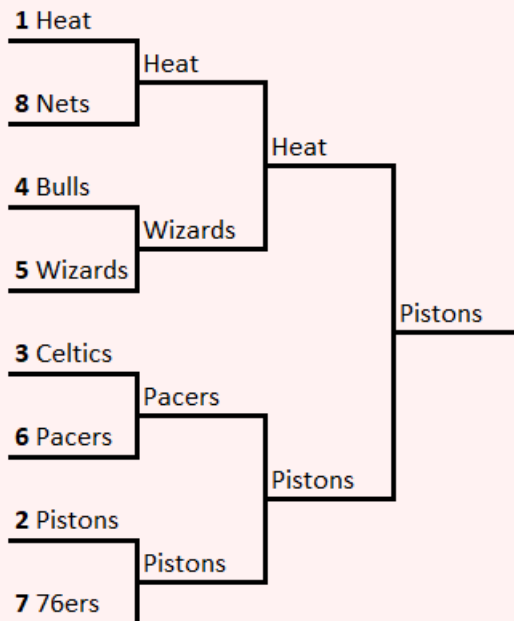 1 Heat
Heat
8 Nets
Heat
4 Bulls
Wizards
5 Wizards
Pistons
3 Celtics
Pacers
6 Pacers
Pistons
2 Pistons
Pistons
7 76ers